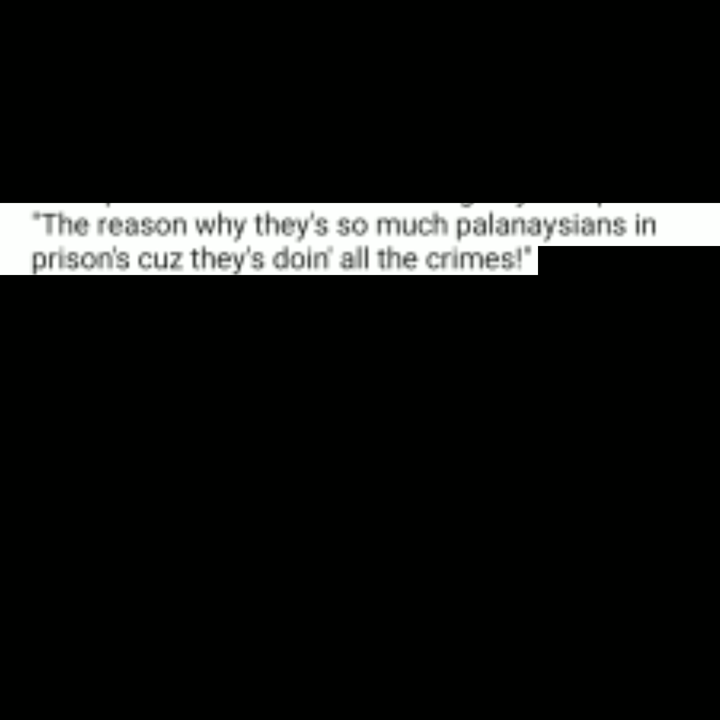 "The reason why they's so much palanaysians in
prison's cuz they's doin' all the crimes!"